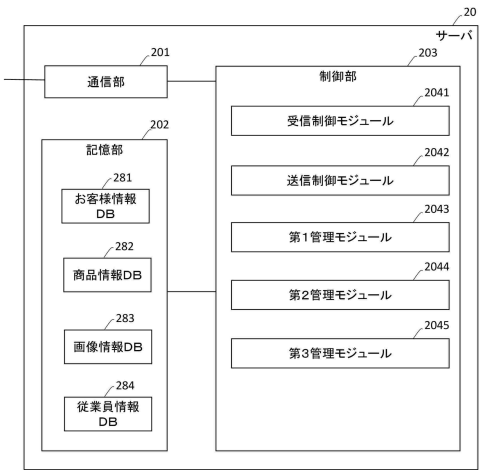 20
サーバ
201
通信部
203
制御部
2041
受信制御モジュール
2042
送信制御モジュール
2043
第1管理モジュール
2044
第2管理モジュール
2045
第3管理モジュール
202
記憶部
281
お客様情報
DB
282
商品情報DB
283
画像情報DB
284
従業員情報
DB